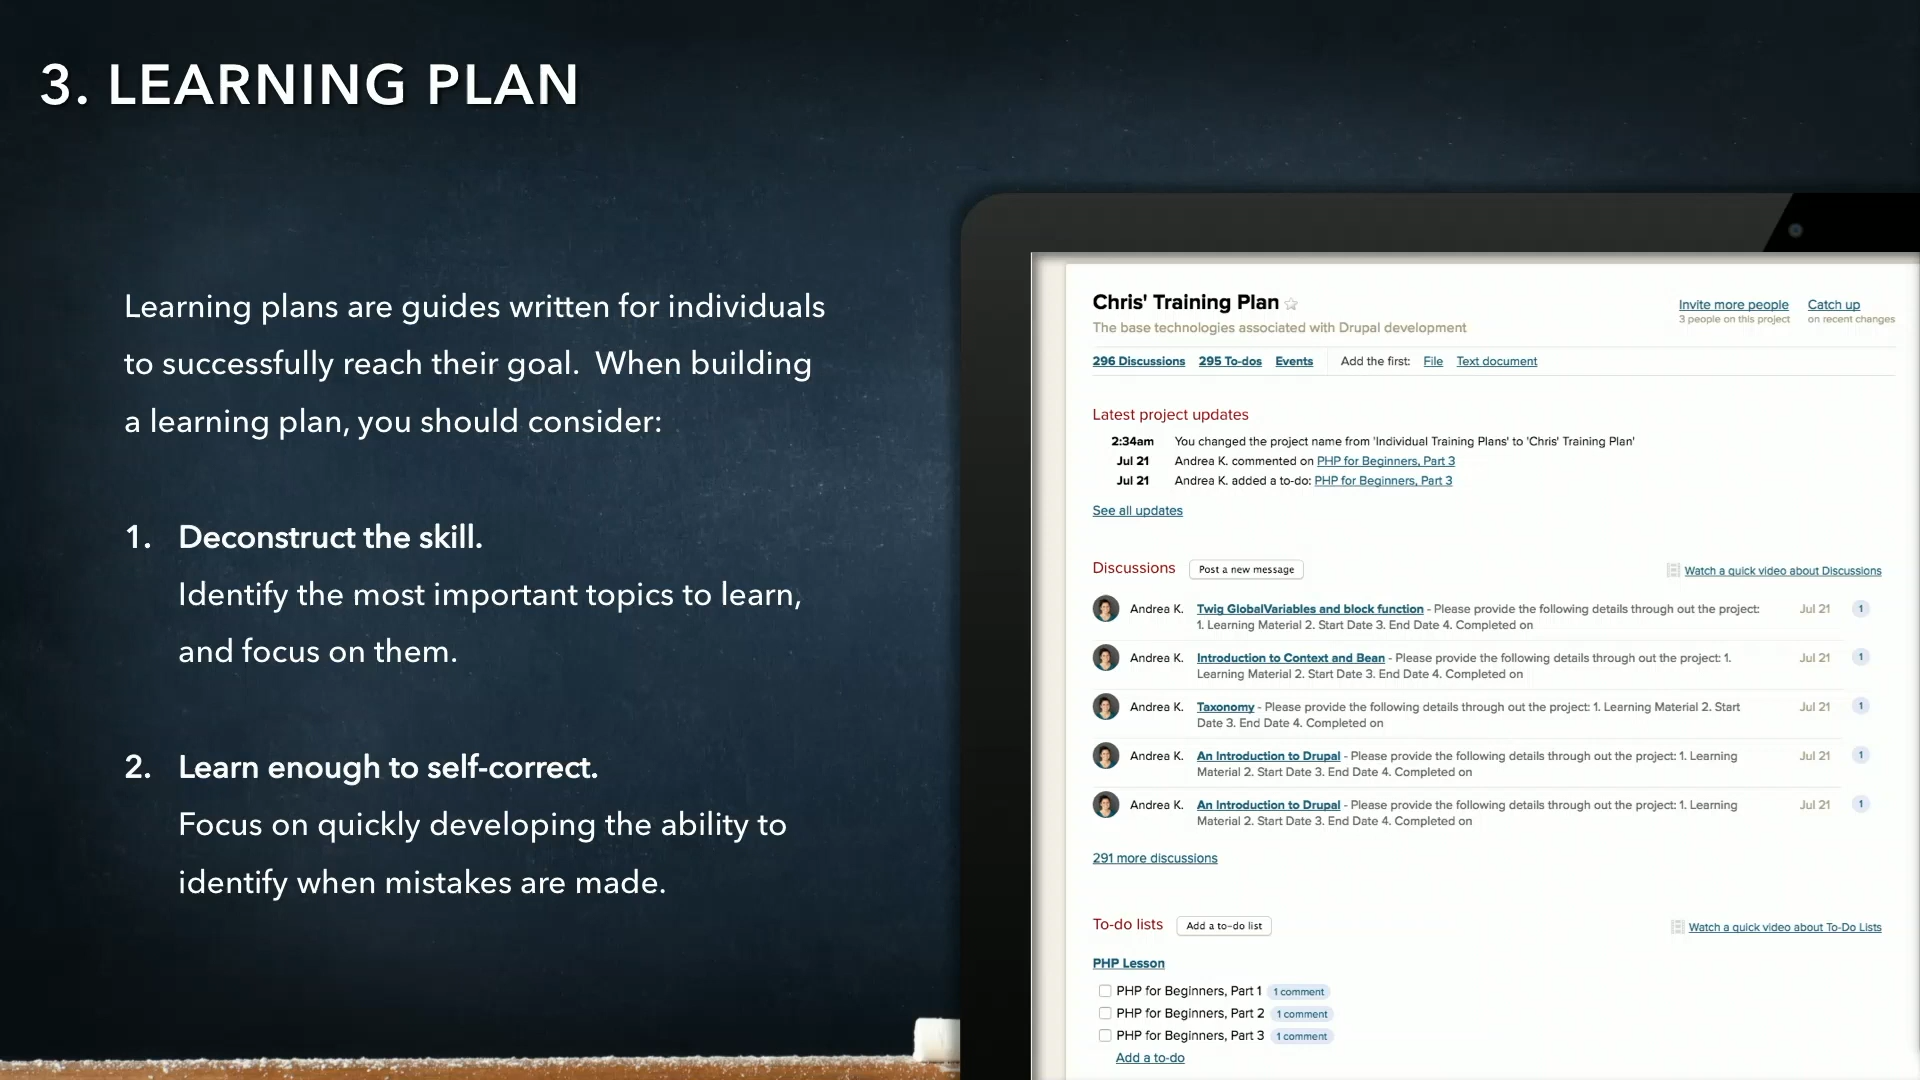 3. LEARNING PLAN
Learning plans are guides written for individuals
to successfully reach their goal.  When building
a learning plan, you should consider:
1. Deconstruct the skill.
Identify the most important topics to learn,
and focus on them.
2. Learn enough to self-correct.
Focus on quickly developing the ability to
identify when mistakes are made.
Chris' Training Plan
The base technologies associated with Drupal development
Invite more people
3 people on this project
Catch up
on recent changes
296 Discussions 295 To-dos Events Add the first: File Text document
Latest project updates
2:34am You changed the project name from 'Individual Training Plans' to 'Chris' Training Plan'
Jul 21 Andrea K. commented on PHP for Beginners, Part 3
Jul 21 Andrea K. added a to-do: PHP for Beginners, Part 3
See all updates
Discussions Post a new message Watch a quick video about Discussions
Andrea K. Twig GlobalVariables and block function - Please provide the following details through out the project: Jul 21 1
1. Learning Material 2. Start Date 3. End Date 4. Completed on
Andrea K. Introduction to Context and Bean - Please provide the following details through out the project: 1. Jul 21 1
Learning Material 2. Start Date 3. End Date 4. Completed on
Andrea K. Taxonomy - Please provide the following details through out the project: 1. Learning Material 2. Start Jul 21 1
Date 3. End Date 4. Completed on
Andrea K. An Introduction to Drupal - Please provide the following details through out the project: 1. Learning Jul 21 1
Material 2. Start Date 3. End Date 4. Completed on
Andrea K. An Introduction to Drupal - Please provide the following details through out the project: 1. Learning Jul 21 1
Material 2. Start Date 3. End Date 4. Completed on
291 more discussions
To-do lists Add a to-do list Watch a quick video about To-Do Lists
PHP Lesson
PHP for Beginners, Part 1 1 comment
PHP for Beginners, Part 2 1 comment
PHP for Beginners, Part 3 1 comment
Add a to-do